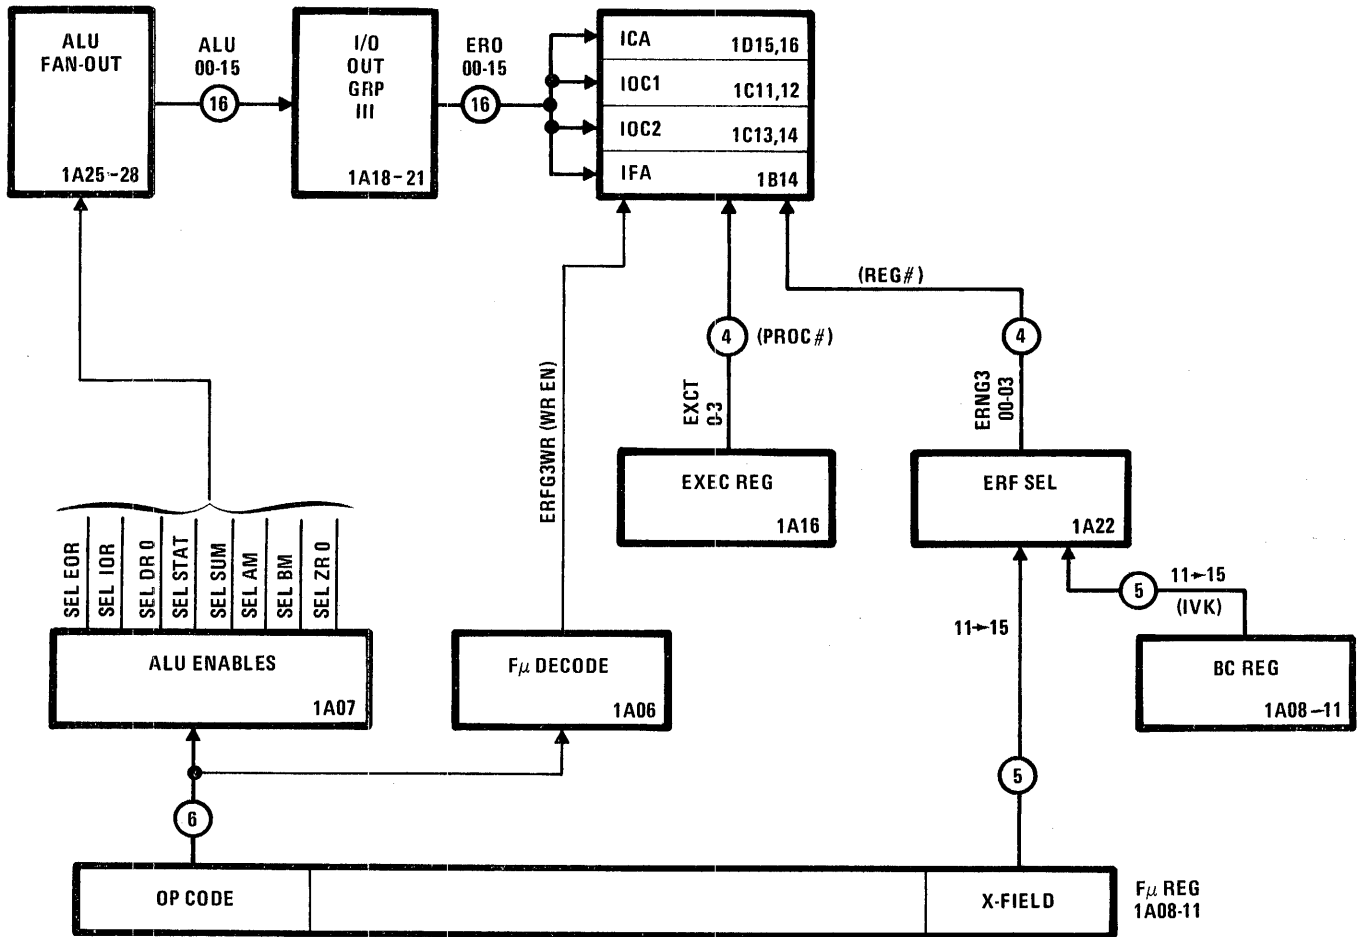 ALU
FAN-OUT
1A25-28
ALU
00-15
16
I/O
OUT
GRP
III
1A18-21
ERO
00-15
16
ICA 1D15,16
IOC1 1C11,12
IOC2 1C13,14
IFA 1B14
(REG#)
4 (PROC#)
4
ERFG3WR (WR EN)
EXCT
0-3
ERNG3
00-03
EXEC REG
1A16
ERF SEL
1A22
SEL EOR
SEL IOR
SEL DR 0
SEL STAT
SEL SUM
SEL AM
SEL BM
SEL ZR 0
11→15
5
(IVK)
11→15
ALU ENABLES
1A07
Fμ DECODE
1A06
BC REG
1A08-11
5
6
OP CODE
X-FIELD
Fμ REG
1A08-11